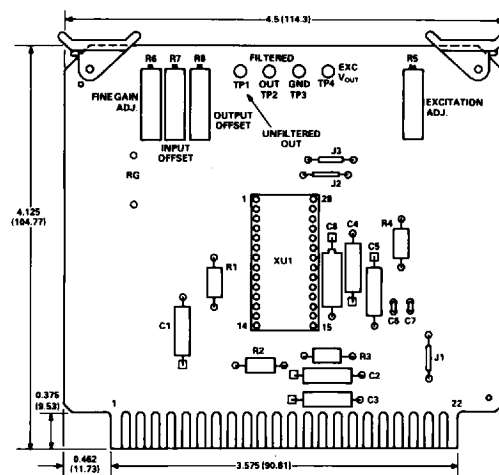 4.5 (114.3)
R6 R7 R8
FILTERED
EXC
VOUT
R5
TP1
OUT
TP2
GND
TP3
TP4
FINE GAIN
ADJ.
OUTPUT
OFFSET
INPUT
OFFSET
UNFILTERED
OUT
EXCITATION
ADJ.
J3
J2
RG
4.125
(104.77)
1
28
XU1
C4
R4
C5
R1
C1
14
15
C6 C7
J1
R2
R3
C2
C3
0.375
(9.53)
1
22
0.462
(11.73)
3.575 (90.81)